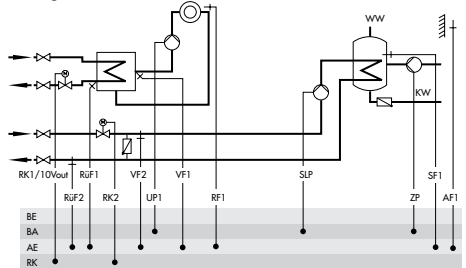 WW
KW
RK1/10Vout RüF1 VF2 VF1 SLP SF1
RüF2 RK2 UP1 RF1 ZP AF1
BE
BA
AE
RK